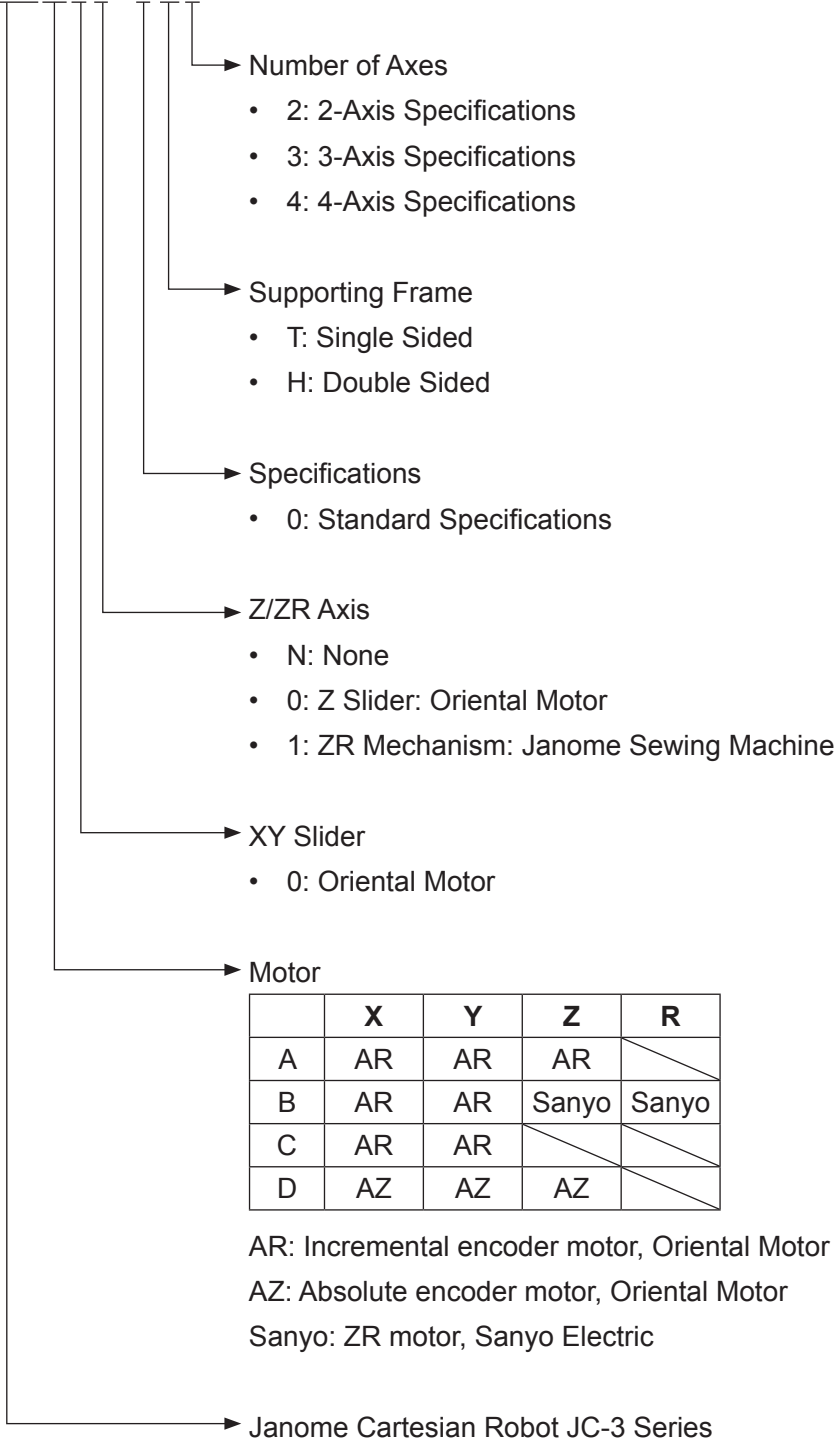 Number of Axes
• 2: 2-Axis Specifications
• 3: 3-Axis Specifications
• 4: 4-Axis Specifications
Supporting Frame
• T: Single Sided
• H: Double Sided
Specifications
• 0: Standard Specifications
Z/ZR Axis
• N: None
• 0: Z Slider: Oriental Motor
• 1: ZR Mechanism: Janome Sewing Machine
XY Slider
• 0: Oriental Motor
Motor
X Y Z R
A AR AR AR
B AR AR Sanyo Sanyo
C AR AR
D AZ AZ AZ
AR: Incremental encoder motor, Oriental Motor
AZ: Absolute encoder motor, Oriental Motor
Sanyo: ZR motor, Sanyo Electric
Janome Cartesian Robot JC-3 Series